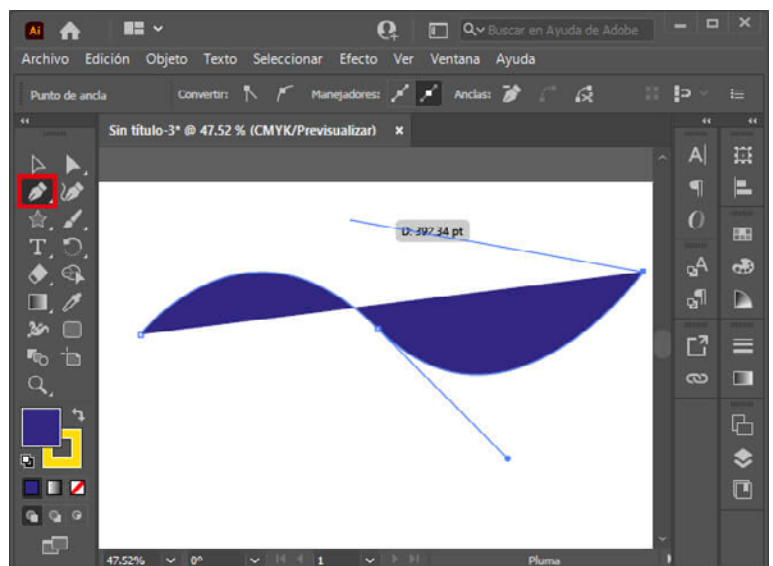 Ai Buscar en Ayuda de Adobe
Archivo Edición Objeto Texto Seleccionar Efecto Ver Ventana Ayuda
Punto de ancla Convertir: Manejadores: Anclas:
Sin título-3* @ 47.52 % (CMYK/Previsualizar) ×
D: 392.34 pt
47.52% 0° 1 Pluma